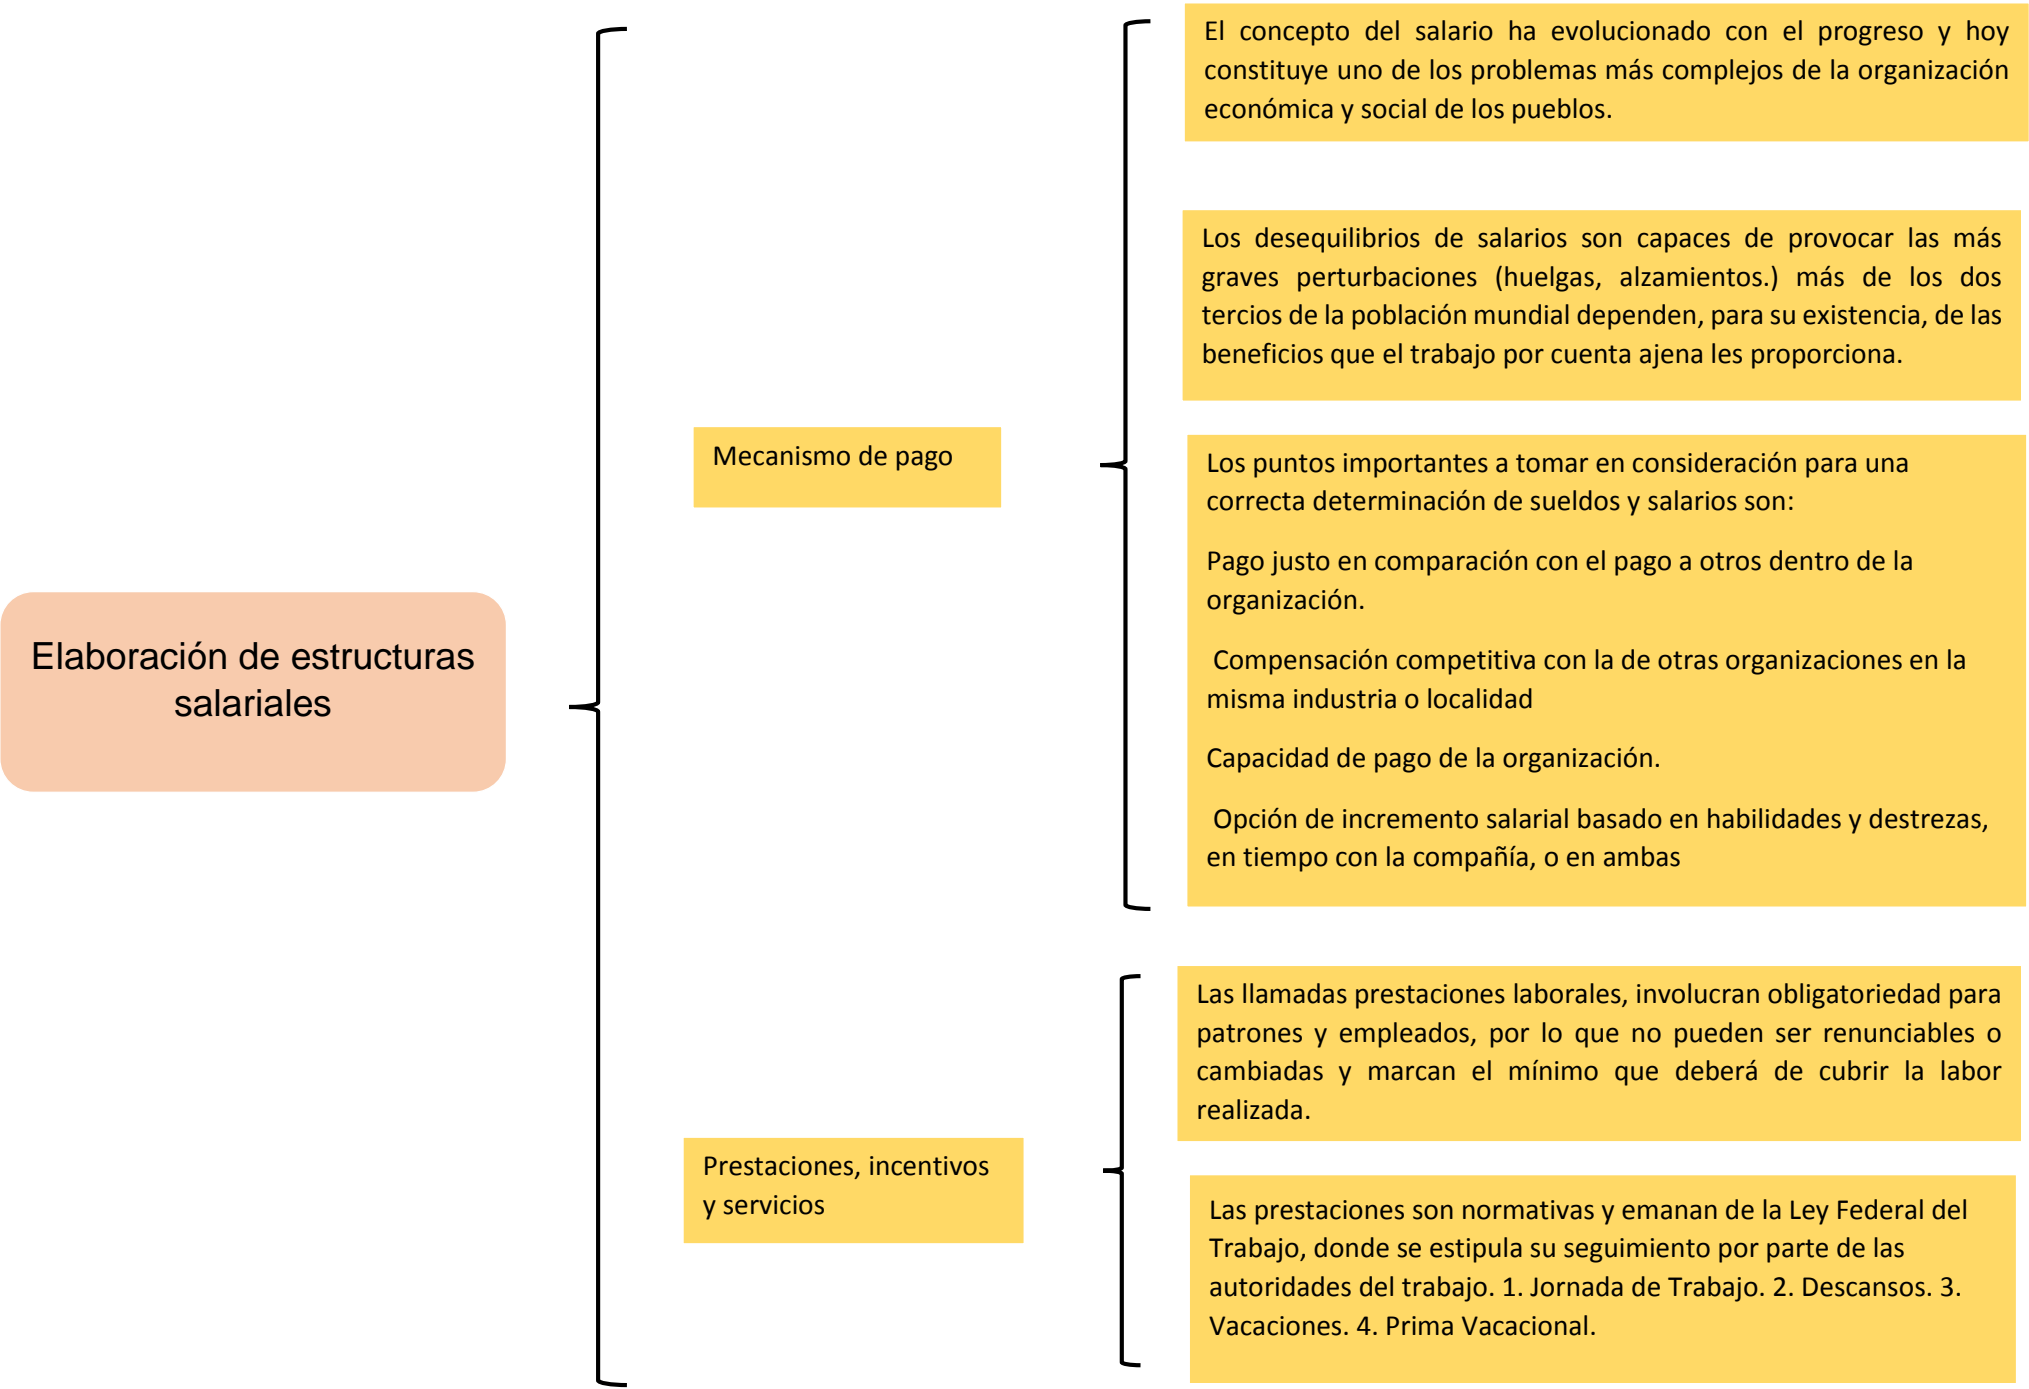 Elaboración de estructuras
salariales
Mecanismo de pago
El concepto del salario ha evolucionado con el progreso y hoy
constituye uno de los problemas más complejos de la organización
económica y social de los pueblos.
Los desequilibrios de salarios son capaces de provocar las más
graves perturbaciones (huelgas, alzamientos.) más de los dos
tercios de la población mundial dependen, para su existencia, de las
beneficios que el trabajo por cuenta ajena les proporciona.
Los puntos importantes a tomar en consideración para una
correcta determinación de sueldos y salarios son:
Pago justo en comparación con el pago a otros dentro de la
organización.
Compensación competitiva con la de otras organizaciones en la
misma industria o localidad
Capacidad de pago de la organización.
Opción de incremento salarial basado en habilidades y destrezas,
en tiempo con la compañía, o en ambas
Prestaciones, incentivos
y servicios
Las llamadas prestaciones laborales, involucran obligatoriedad para
patrones y empleados, por lo que no pueden ser renunciables o
cambiadas y marcan el mínimo que deberá de cubrir la labor
realizada.
Las prestaciones son normativas y emanan de la Ley Federal del
Trabajo, donde se estipula su seguimiento por parte de las
autoridades del trabajo. 1. Jornada de Trabajo. 2. Descansos. 3.
Vacaciones. 4. Prima Vacacional.